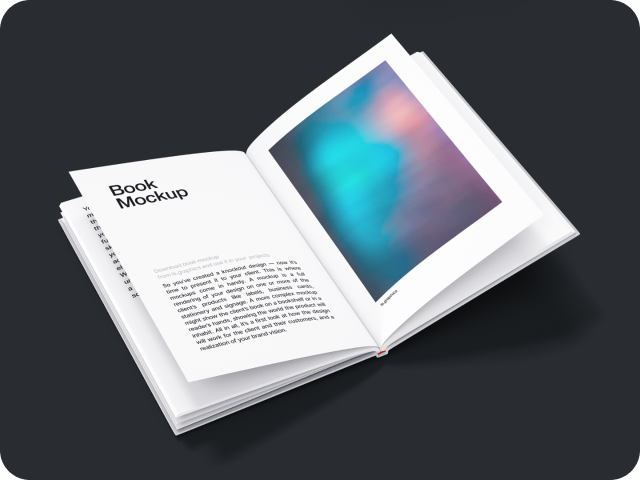 Book
Mockup
Download book mockup
from ls.graphics and use it in your projects.
So you've created a knockout design — now it's
time to present it to your client. This is where
mockups come in handy. A mockup is a full
rendering of your design on one or more of the
client's products like labels, business cards,
stationery and signage. A more complex mockup
might show the client's book on a bookshelf or in a
reader's hands, showing the world the product will
inhabit. All in all, it's a first look at how the design
will work for the client and their customers, and a
realization of your brand vision.
ls.graphics